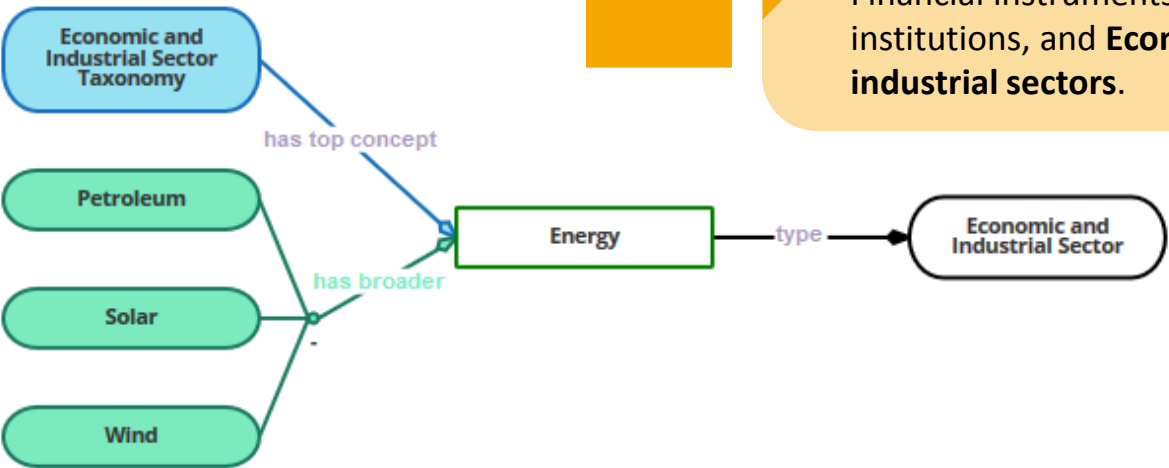 Financial instruments
institutions, and Econ
industrial sectors.
Economic and
Industrial Sector
Taxonomy
has top concept
Petroleum
Energy
type
Economic and
Industrial Sector
has broader
Solar
-
Wind